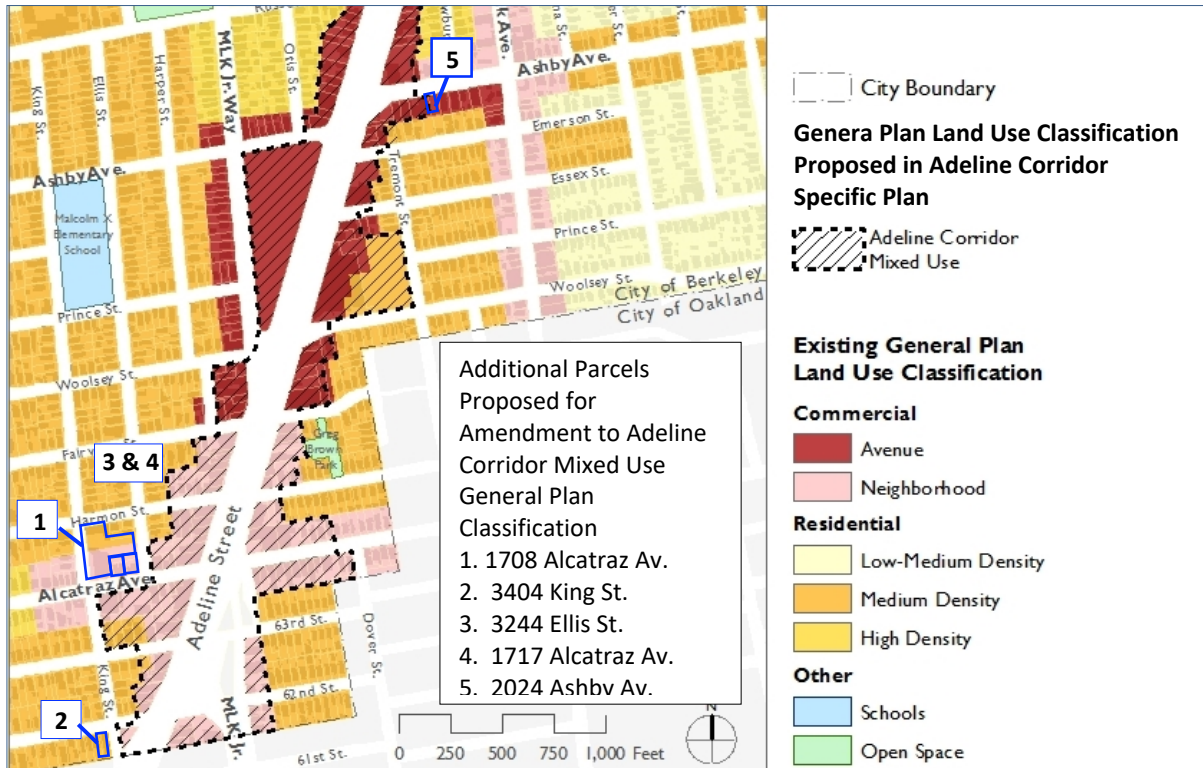 Ashby Ave.
MLK Jr. Way
Otis St.
Harper St.
Ellis St.
King St.
5
Ashby Ave.
Emerson St.
Tremont St.
Essex St.
Prince St.
Malcolm X
Elementary
School
Woolsey St.
City of Berkeley
City of Oakland
Prince St.
Woolsey St.
3 & 4
Greg
Brown
Park
Harmon St.
1
Alcatraz Ave
Adeline Street
63rd St.
Dover St.
King St.
62nd St.
2
MLK Jr.
61st St.
Additional Parcels
Proposed for
Amendment to Adeline
Corridor Mixed Use
General Plan
Classification
1. 1708 Alcatraz Av.
2. 3404 King St.
3. 3244 Ellis St.
4. 1717 Alcatraz Av.
5. 2024 Ashby Av.
0 250 500 750 1,000 Feet
N
City Boundary
Genera Plan Land Use Classification
Proposed in Adeline Corridor
Specific Plan
Adeline Corridor
Mixed Use
Existing General Plan
Land Use Classification
Commercial
Avenue
Neighborhood
Residential
Low-Medium Density
Medium Density
High Density
Other
Schools
Open Space